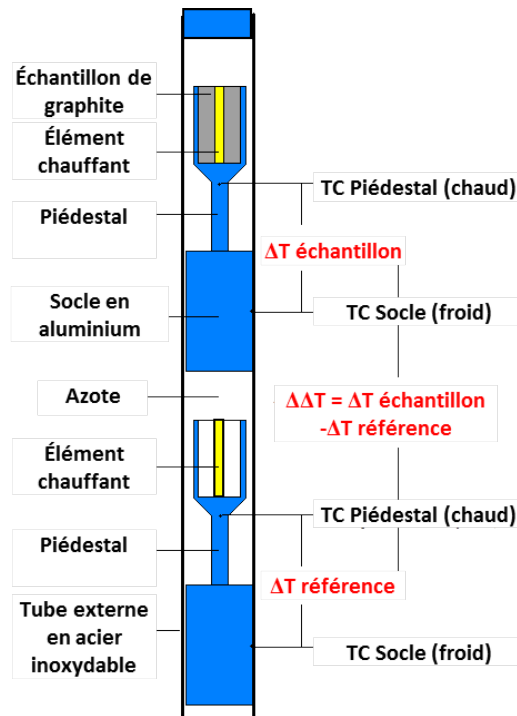 Échantillon de
graphite
Élément
chauffant
TC Piédestal (chaud)
Piédestal
ΔT échantillon
Socle en
aluminium
TC Socle (froid)
Azote
ΔΔT = ΔT échantillon
-ΔT référence
Élément
chauffant
TC Piédestal (chaud)
Piédestal
ΔT référence
Tube externe
en acier
inoxydable
TC Socle (froid)